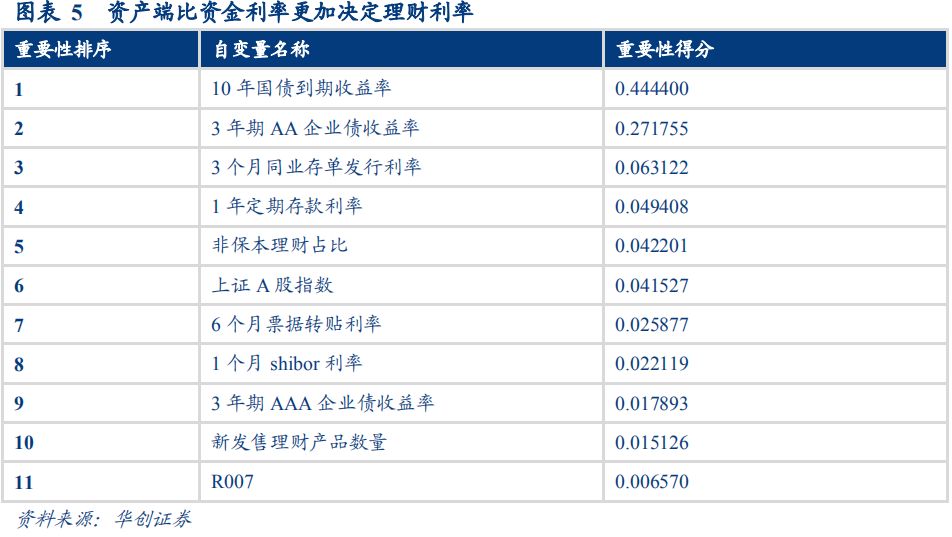 图表 5 资产端比资金利率更加决定理财利率
重要性排序 自变量名称 重要性得分
1 10 年国债到期收益率 0.444400
2 3 年期 AA 企业债收益率 0.271755
3 3 个月同业存单发行利率 0.063122
4 1 年定期存款利率 0.049408
5 非保本理财占比 0.042201
6 上证 A 股指数 0.041527
7 6 个月票据转贴利率 0.025877
8 1 个月 shibor 利率 0.022119
9 3 年期 AAA 企业债收益率 0.017893
10 新发售理财产品数量 0.015126
11 R007 0.006570
资料来源：华创证券